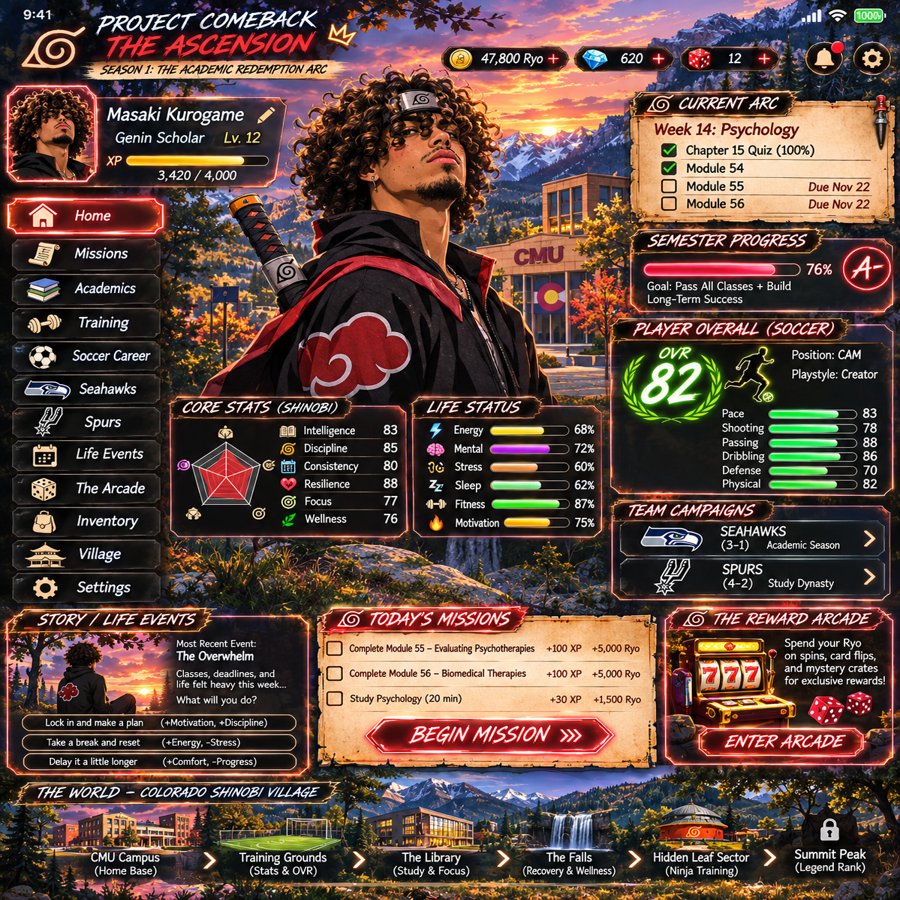 9:41
100%
PROJECT COMEBACK
THE ASCENSION
SEASON 1: THE ACADEMIC REDEMPTION ARC
47,800 Ryo +
620 +
12 +
Masaki Kurogame
Genin Scholar Lv. 12
XP
3,420 / 4,000
Home
Missions
Academics
Training
Soccer Career
Seahawks
Spurs
Life Events
The Arcade
Inventory
Village
Settings
CMU
CURRENT ARC
Week 14: Psychology
Chapter 15 Quiz (100%)
Module 54
Module 55 Due Nov 22
Module 56 Due Nov 22
SEMESTER PROGRESS
76%
A-
Goal: Pass All Classes + Build
Long-Term Success
PLAYER OVERALL (SOCCER)
OVR
82
Position: CAM
Playstyle: Creator
Pace 83
Shooting 78
Passing 88
Dribbling 86
Defense 70
Physical 82
CORE STATS (SHINOBI)
Intelligence 83
Discipline 85
Consistency 80
Resilience 88
Focus 77
Wellness 76
LIFE STATUS
Energy 68%
Mental 72%
Stress 60%
Sleep 62%
Fitness 87%
Motivation 75%
TEAM CAMPAIGNS
SEAHAWKS
(3-1) Academic Season
SPURS
(4-2) Study Dynasty
STORY / LIFE EVENTS
Most Recent Event:
The Overwhelm
Classes, deadlines, and
life felt heavy this week...
What will you do?
Lock in and make a plan (+Motivation, +Discipline)
Take a break and reset (+Energy, -Stress)
Delay it a little longer (+Comfort, -Progress)
TODAY'S MISSIONS
Complete Module 55 – Evaluating Psychotherapies +100 XP +5,000 Ryo
Complete Module 56 – Biomedical Therapies +100 XP +5,000 Ryo
Study Psychology (20 min) +30 XP +1,500 Ryo
BEGIN MISSION >>>
THE REWARD ARCADE
777
Spend your Ryo
on spins, card flips,
and mystery crates
for exclusive rewards!
ENTER ARCADE
THE WORLD – COLORADO SHINOBI VILLAGE
CMU Campus
(Home Base)
Training Grounds
(Stats & OVR)
The Library
(Study & Focus)
The Falls
(Recovery & Wellness)
Hidden Leaf Sector
(Ninja Training)
Summit Peak
(Legend Rank)